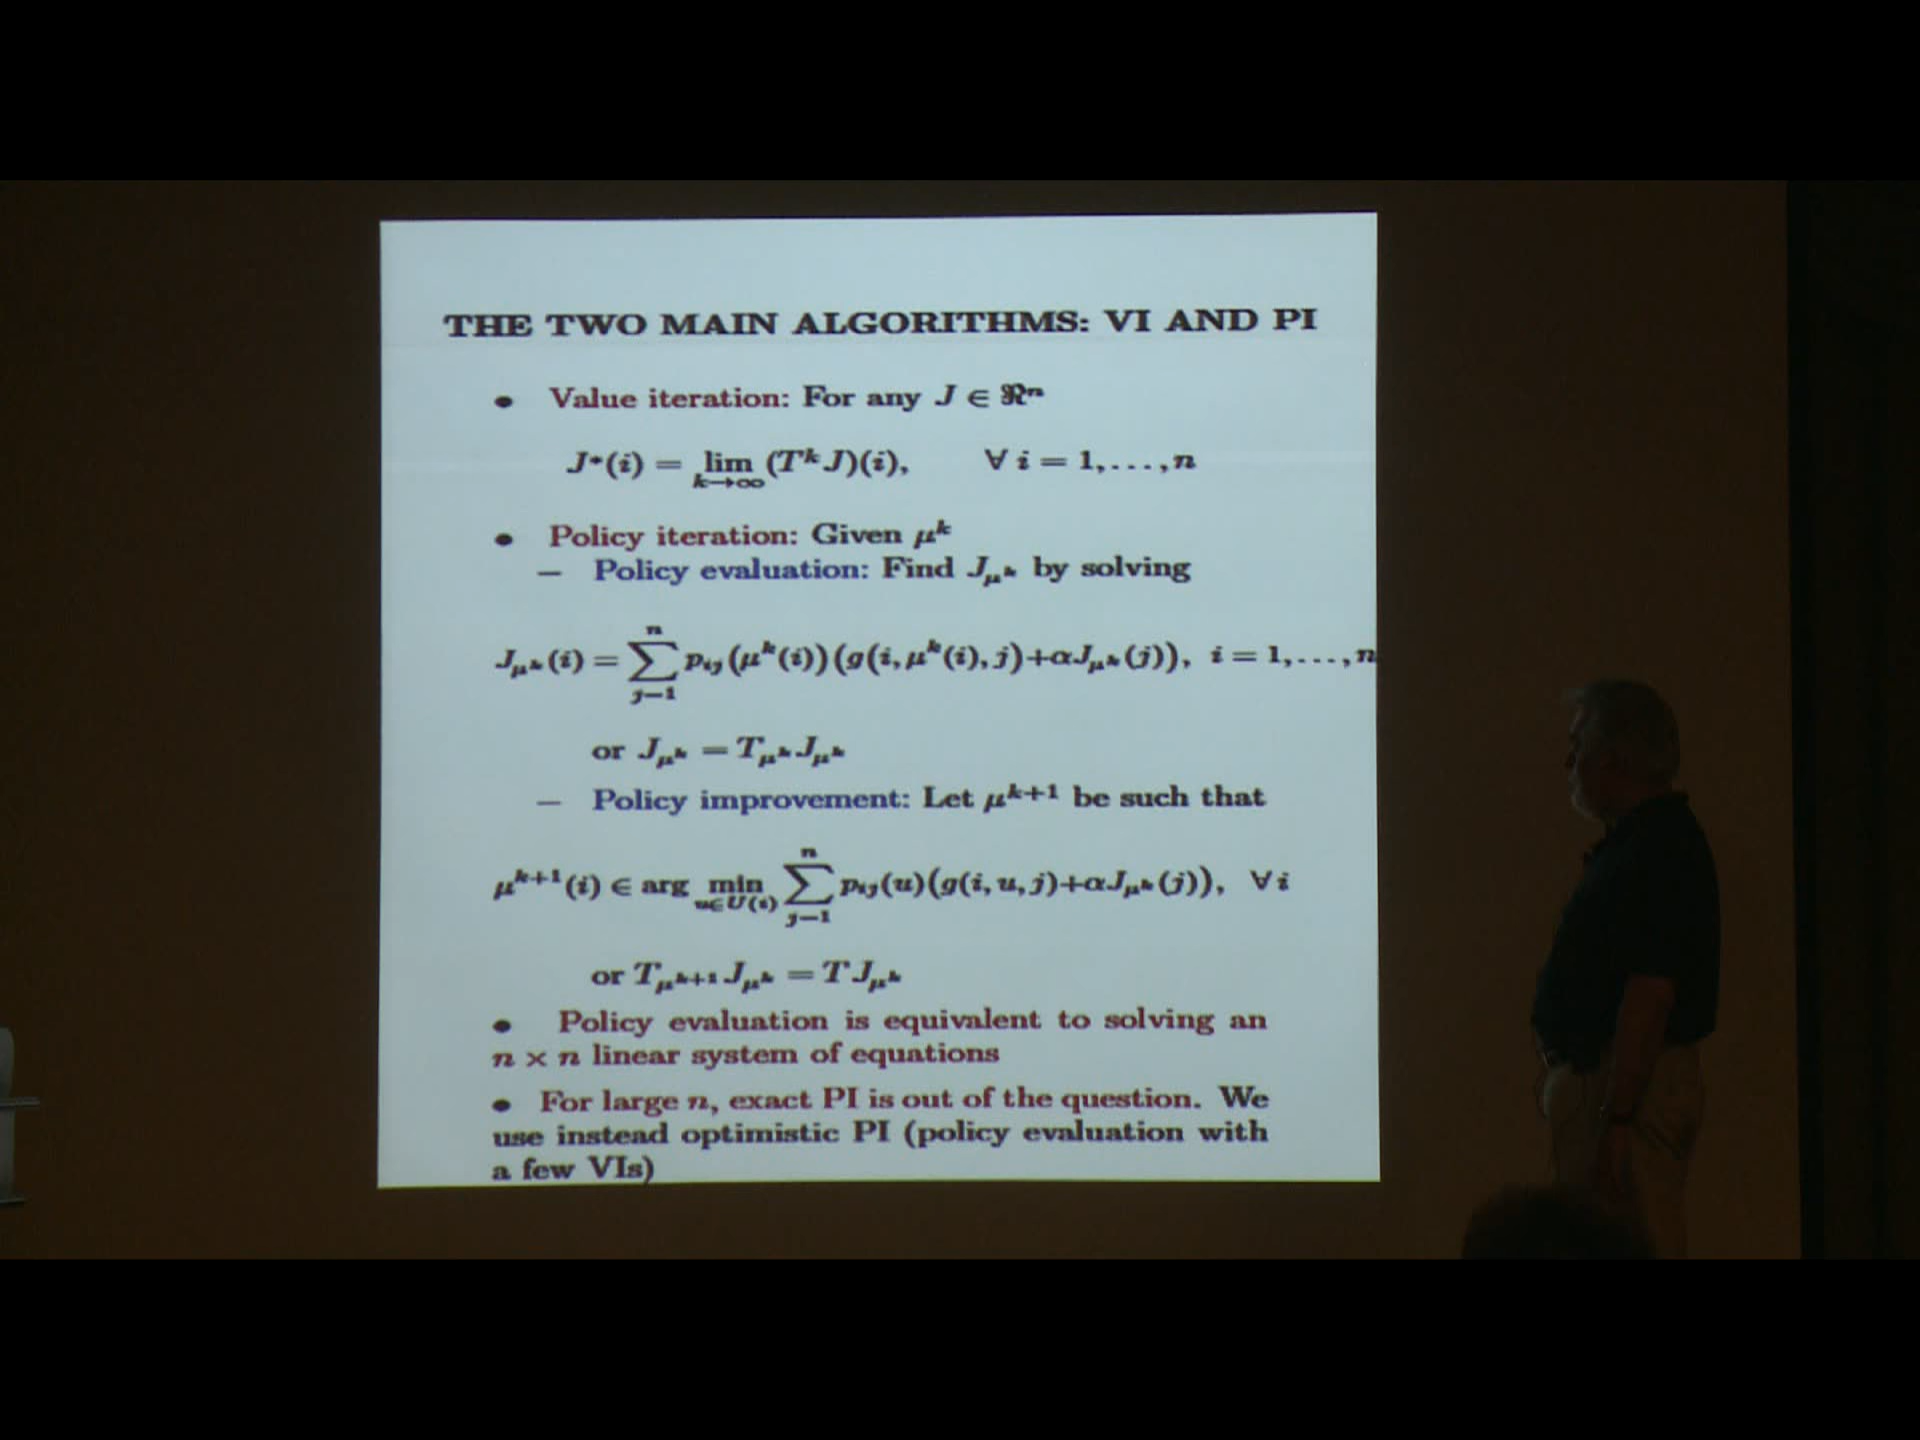 THE TWO MAIN ALGORITHMS: VI AND PI
• Value iteration: For any J ∈ ℜⁿ
J*(i) = lim_{k→∞} (T^k J)(i), ∀ i = 1, . . . , n
• Policy iteration: Given μ^k
– Policy evaluation: Find J_{μ^k} by solving
J_{μ^k}(i) = ∑_{j=1}^{n} p_{ij}(μ^k(i))(g(i, μ^k(i), j)+αJ_{μ^k}(j)), i = 1, . . . , n
or J_{μ^k} = T_{μ^k} J_{μ^k}
– Policy improvement: Let μ^{k+1} be such that
μ^{k+1}(i) ∈ arg min_{u∈U(i)} ∑_{j=1}^{n} p_{ij}(u)(g(i, u, j)+αJ_{μ^k}(j)), ∀ i
or T_{μ^{k+1}} J_{μ^k} = T J_{μ^k}
• Policy evaluation is equivalent to solving an
n × n linear system of equations
• For large n, exact PI is out of the question. We
use instead optimistic PI (policy evaluation with
a few VIs)